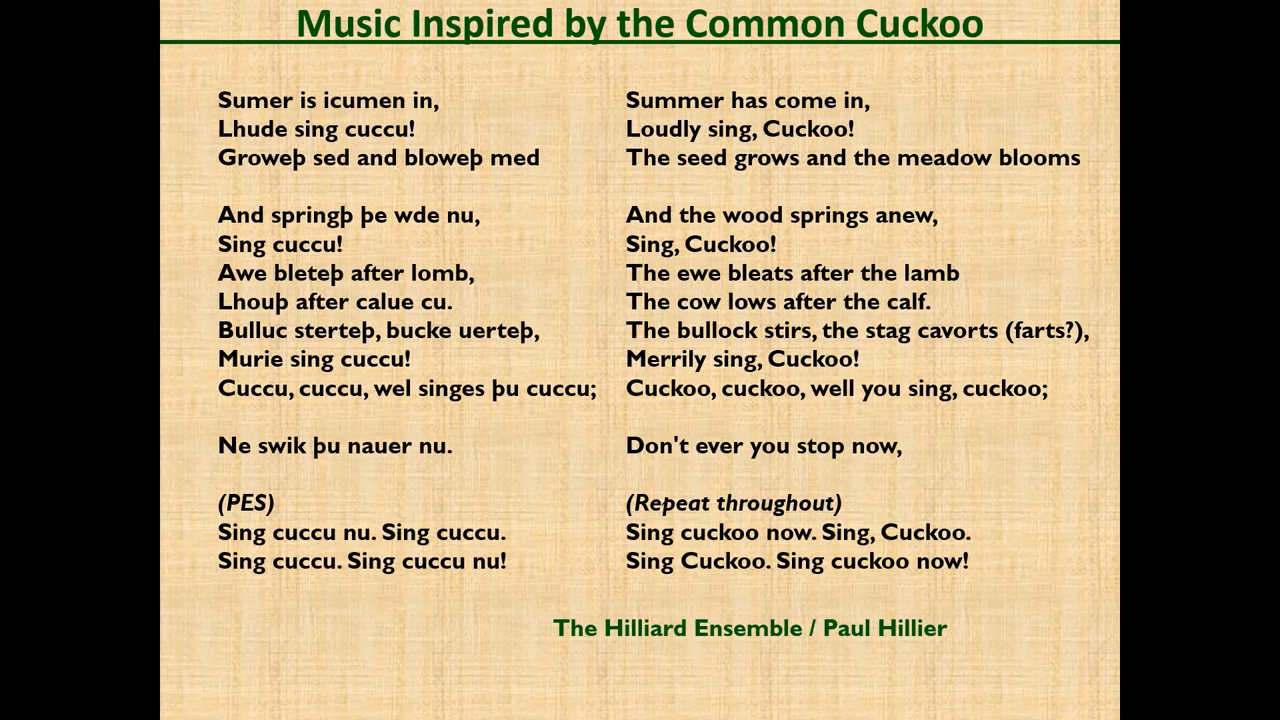 Music Inspired by the Common Cuckoo
Sumer is icumen in,
Lhude sing cuccu!
Groweþ sed and bloweþ med
And springþ þe wde nu,
Sing cuccu!
Awe bleteþ after lomb,
Lhouþ after calue cu.
Bulluc sterteþ, bucke uerteþ,
Murie sing cuccu!
Cuccu, cuccu, wel singes þu cuccu;
Ne swik þu nauer nu.
(PES)
Sing cuccu nu. Sing cuccu.
Sing cuccu. Sing cuccu nu!
Summer has come in,
Loudly sing, Cuckoo!
The seed grows and the meadow blooms
And the wood springs anew,
Sing, Cuckoo!
The ewe bleats after the lamb
The cow lows after the calf.
The bullock stirs, the stag cavorts (farts?),
Merrily sing, Cuckoo!
Cuckoo, cuckoo, well you sing, cuckoo;
Don't ever you stop now,
(Repeat throughout)
Sing cuckoo now. Sing, Cuckoo.
Sing Cuckoo. Sing cuckoo now!
The Hilliard Ensemble / Paul Hillier